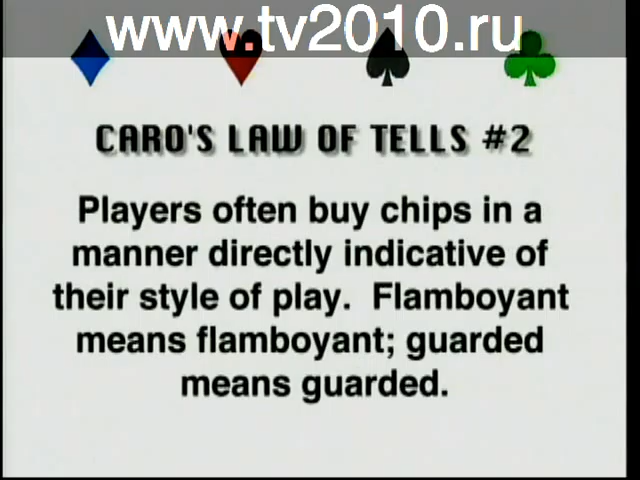 www.tv2010.ru
CARO'S LAW OF TELLS #2
Players often buy chips in a
manner directly indicative of
their style of play. Flamboyant
means flamboyant; guarded
means guarded.